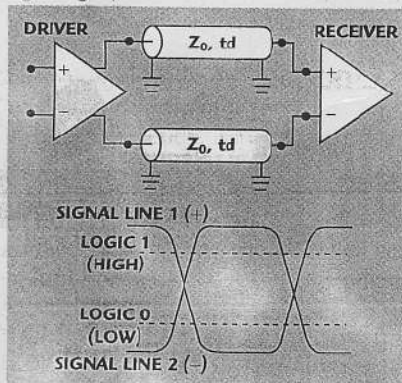 DRIVER
Z0, td
RECEIVER
+
+
−
−
Z0, td
SIGNAL LINE 1 (+)
LOGIC 1
(HIGH)
LOGIC 0
(LOW)
SIGNAL LINE 2 (−)